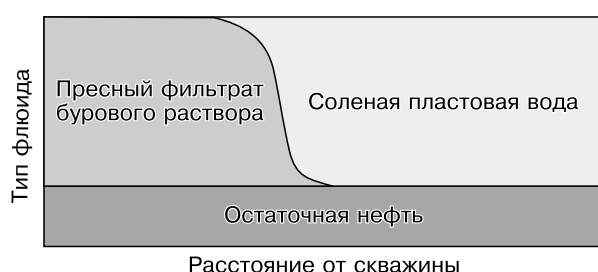 Тип флюида
Пресный фильтрат
бурового раствора
Соленая пластовая вода
Остаточная нефть
Расстояние от скважины